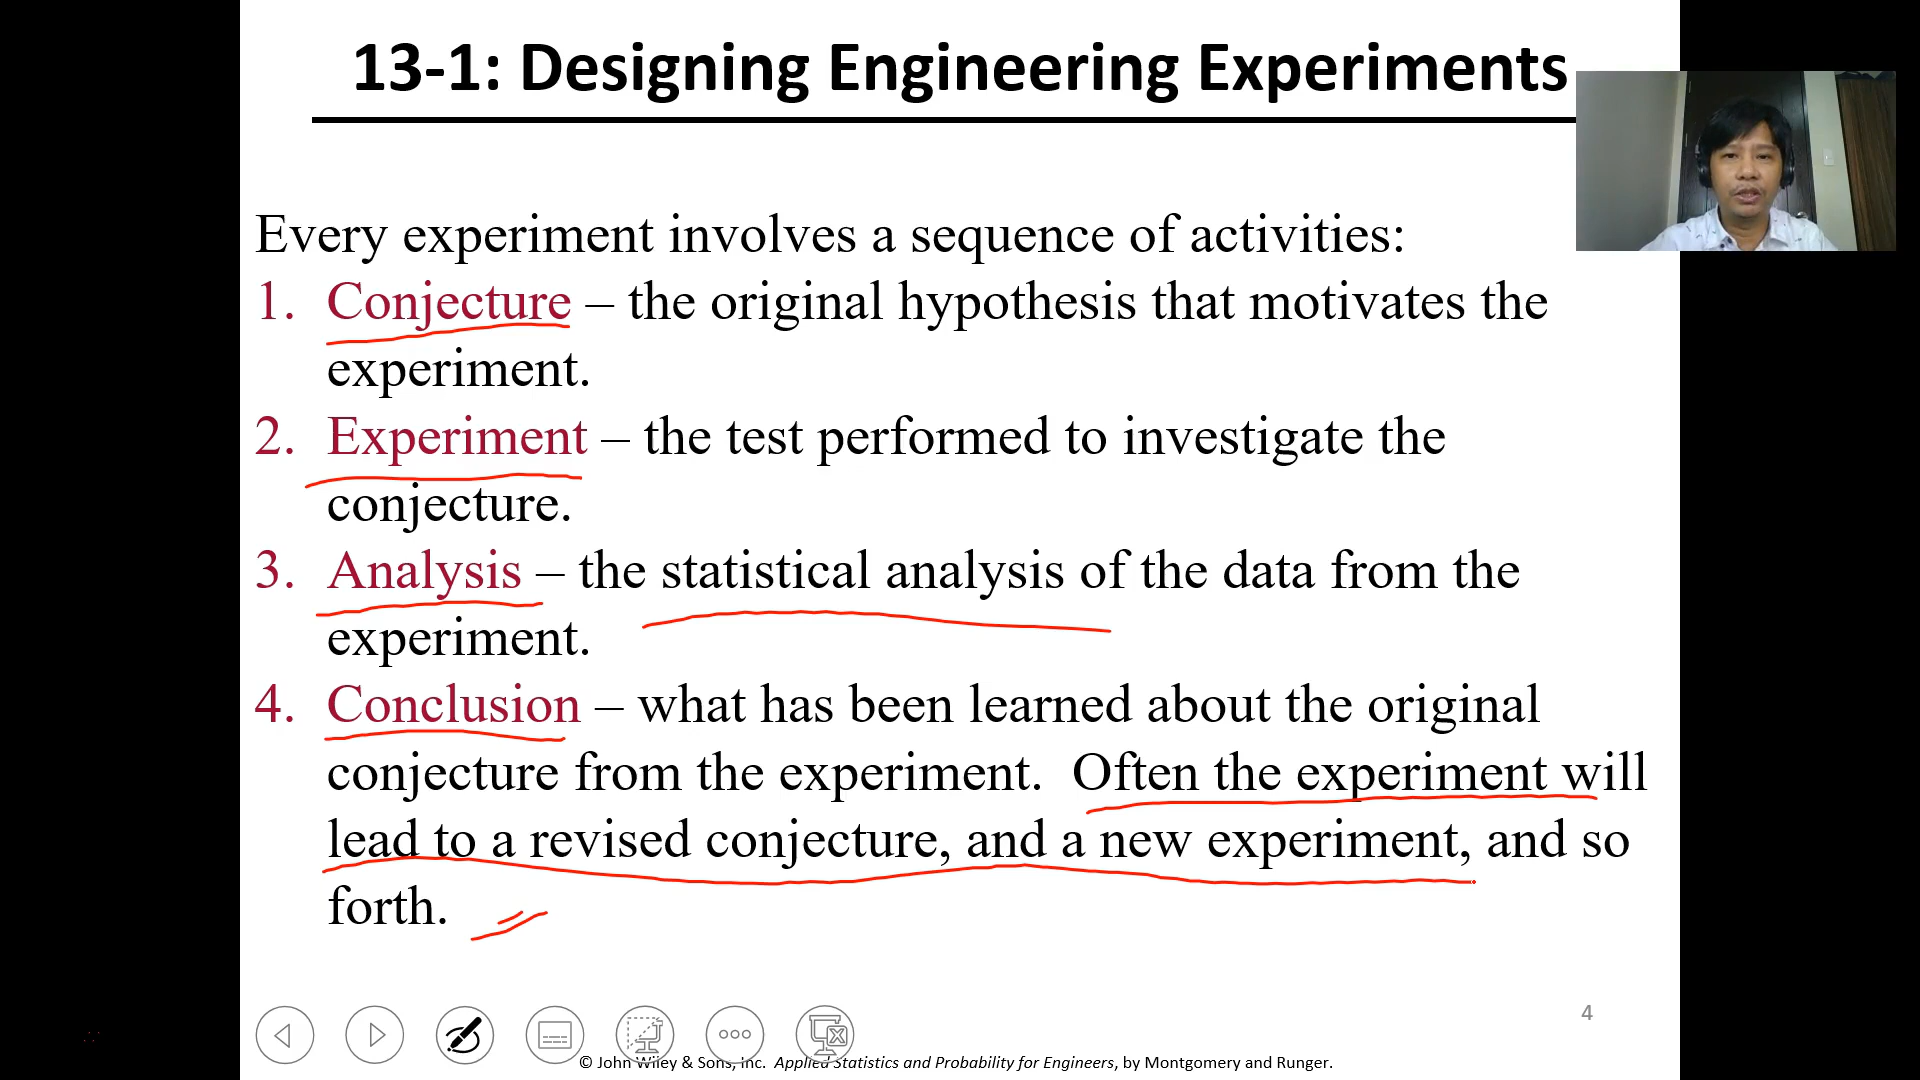 13-1: Designing Engineering Experiments
Every experiment involves a sequence of activities:
1. Conjecture – the original hypothesis that motivates the
experiment.
2. Experiment – the test performed to investigate the
conjecture.
3. Analysis – the statistical analysis of the data from the
experiment.
4. Conclusion – what has been learned about the original
conjecture from the experiment. Often the experiment will
lead to a revised conjecture, and a new experiment, and so
forth.
4
© John Wiley & Sons, Inc. Applied Statistics and Probability for Engineers, by Montgomery and Runger.